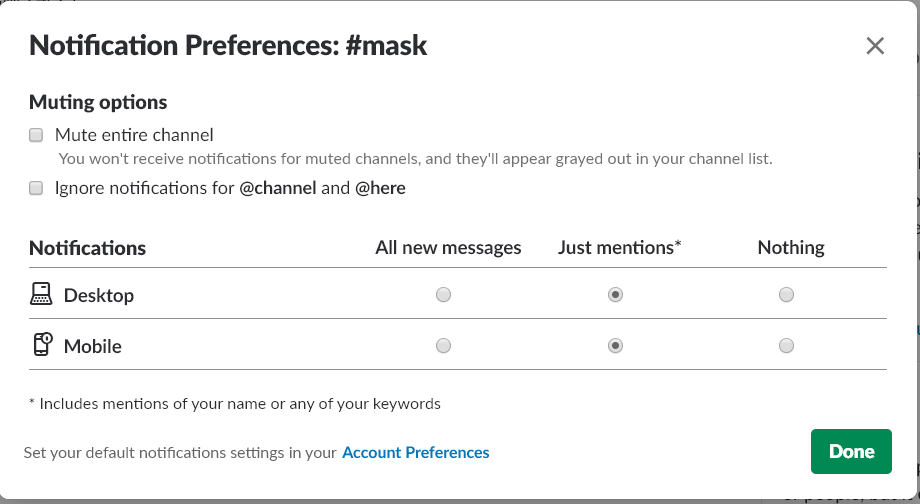 Notification Preferences: #mask
Muting options
Mute entire channel
You won't receive notifications for muted channels, and they'll appear grayed out in your channel list.
Ignore notifications for @channel and @here
Notifications All new messages Just mentions* Nothing
Desktop
Mobile
* Includes mentions of your name or any of your keywords
Set your default notifications settings in your Account Preferences
Done